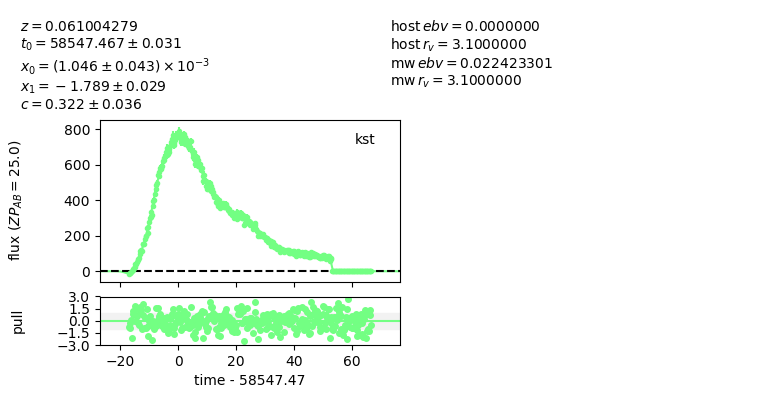 z = 0.061004279
t₀ = 58547.467 ± 0.031
x₀ = (1.046 ± 0.043) × 10⁻³
x₁ = −1.789 ± 0.029
c = 0.322 ± 0.036
host ebv = 0.0000000
host r_v = 3.1000000
mw ebv = 0.022423301
mw r_v = 3.1000000
flux (ZP_AB = 25.0)
800
600
400
200
0
kst
pull
3.0
1.5
0.0
−1.5
−3.0
−20 0 20 40 60
time - 58547.47